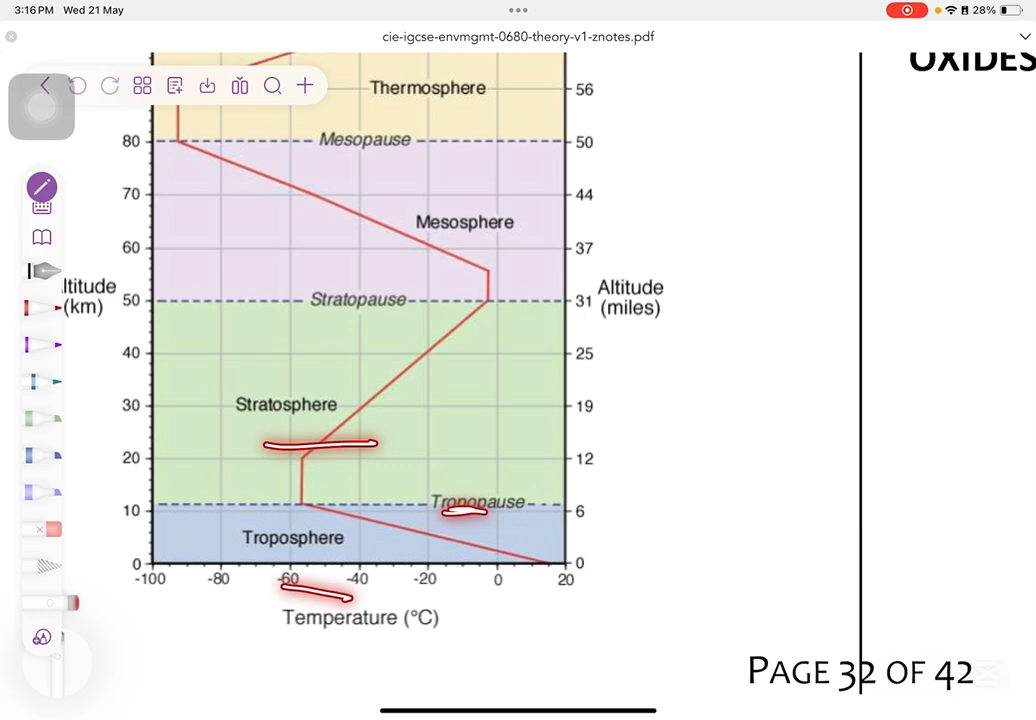 3:16 PM Wed 21 May
28%
cie-igcse-envmgmt-0680-theory-v1-znotes.pdf
OXIDES
Thermosphere
56
80
Mesopause
50
70
44
Mesosphere
60
37
ltitude
(km)
50
Stratopause
31
Altitude
(miles)
40
25
30
Stratosphere
19
20
12
10
Tropopause
6
Troposphere
0
0
-100 -80 -60 -40 -20 0 20
Temperature (°C)
PAGE 32 OF 42